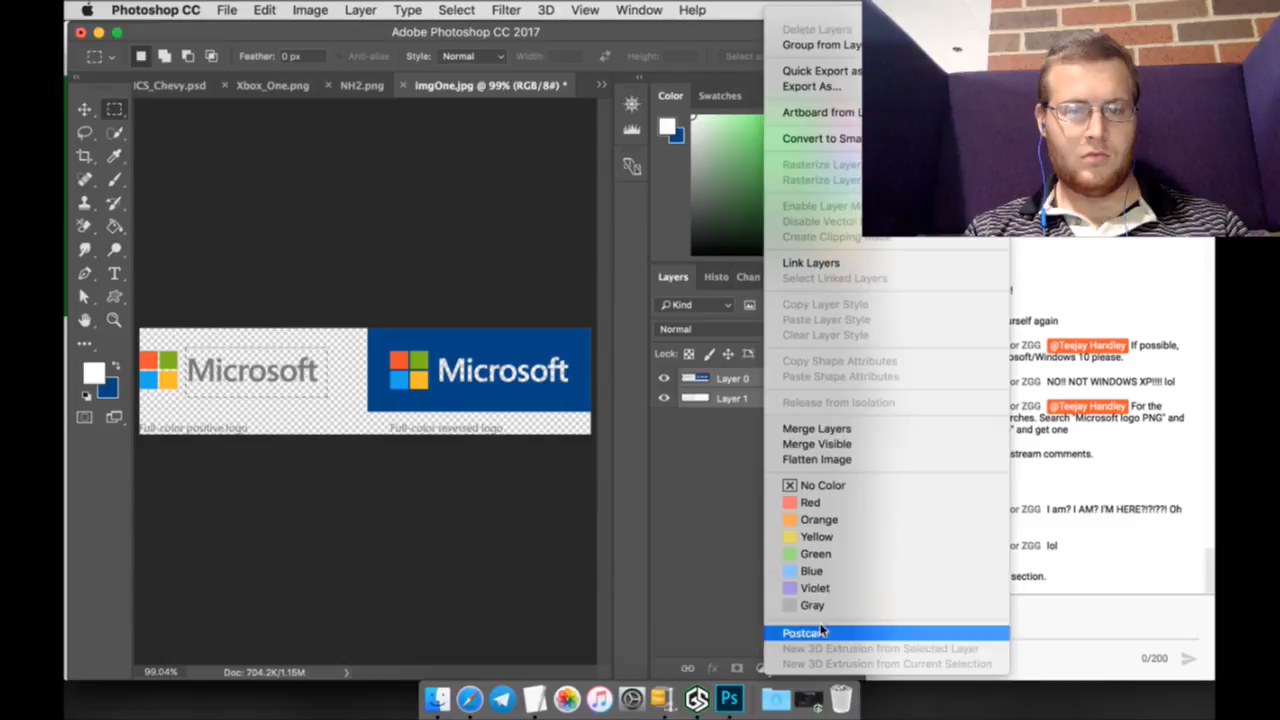 Photoshop CC File Edit Image Layer Type Select Filter 3D View Window Help
Adobe Photoshop CC 2017
Feather: 0 px Anti-alias Style: Normal Width: Height: Select
ICS_Chevy.psd × Xbox_One.png × NH2.png × imgOne.jpg @ 99% (RGB/8#) * »
Color Swatches
Layers Histo Chan
Kind
Normal
Lock:
Layer 0
Layer 1
Microsoft
Microsoft
Full-color positive logo
Full-color reversed logo
99.04% Doc: 704.2K/1.15M
Delete Layers
Group from Lay
Quick Export as
Export As...
Artboard from L
Convert to Sma
Rasterize Layer
Rasterize Layer
Enable Layer M
Disable Vector
Create Clipping
Link Layers
Select Linked Layers
Copy Layer Style
Paste Layer Style
Clear Layer Style
Copy Shape Attributes
Paste Shape Attributes
Release from Isolation
Merge Layers
Merge Visible
Flatten Image
No Color
Red
Orange
Yellow
Green
Blue
Violet
Gray
Postcard
New 3D Extrusion from Selected Layer
New 3D Extrusion from Current Selection
urself again
or ZGG @Teejay Handley If possible,
osoft/Windows 10 please.
or ZGG NO!! NOT WINDOWS XP!!!! lol
or ZGG @Teejay Handley For the
rches. Search "Microsoft logo PNG" and
" and get one
stream comments.
or ZGG I am? I AM? I'M HERE?!?!??! Oh
or ZGG lol
section.
0/200
Ps